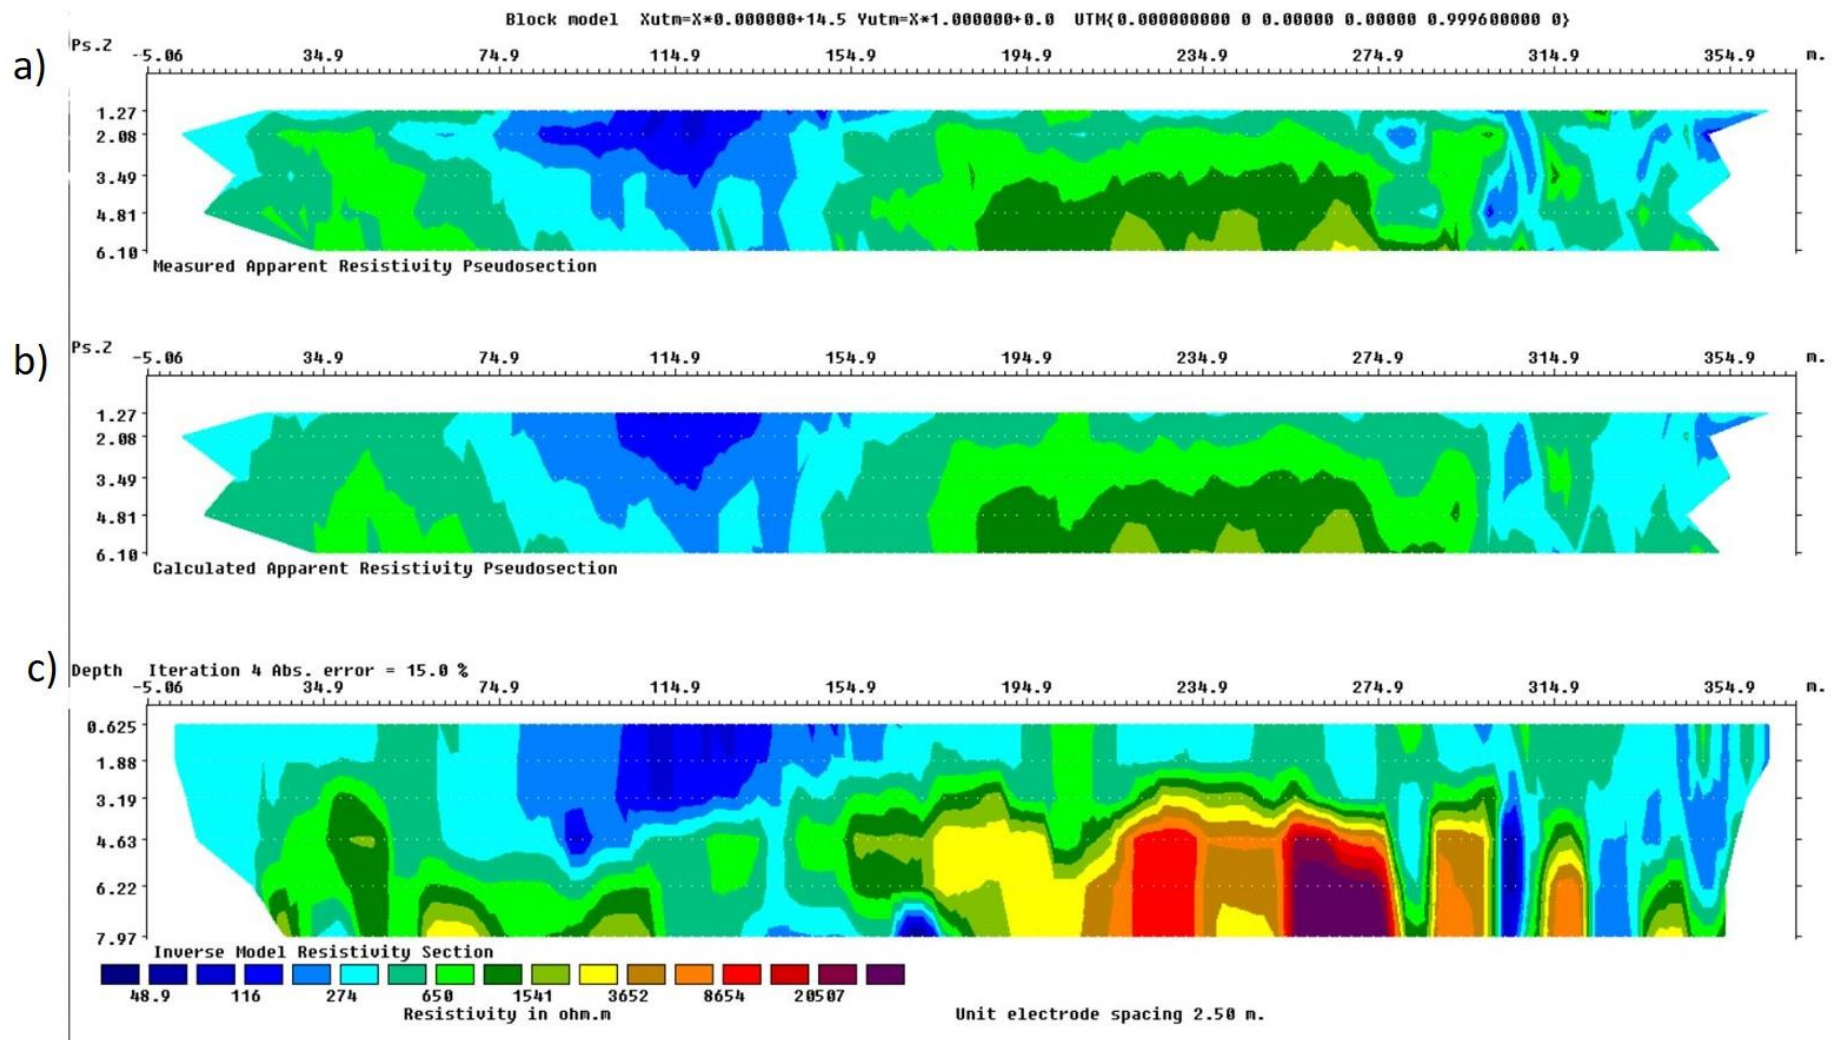 Block model Xutm=X*0.000000+14.5 Yutm=X*1.000000+0.0 UTM{0.000000000 0 0.00000 0.00000 0.999600000 0}
a)
Ps.Z -5.06 34.9 74.9 114.9 154.9 194.9 234.9 274.9 314.9 354.9 m.
1.27
2.08
3.49
4.81
6.10
Measured Apparent Resistivity Pseudosection
b)
Ps.Z -5.06 34.9 74.9 114.9 154.9 194.9 234.9 274.9 314.9 354.9 m.
1.27
2.08
3.49
4.81
6.10
Calculated Apparent Resistivity Pseudosection
c)
Depth Iteration 4 Abs. error = 15.0 %
-5.06 34.9 74.9 114.9 154.9 194.9 234.9 274.9 314.9 354.9 m.
0.625
1.88
3.19
4.63
6.22
7.97
Inverse Model Resistivity Section
48.9 116 274 650 1541 3652 8654 20507
Resistivity in ohm.m Unit electrode spacing 2.50 m.